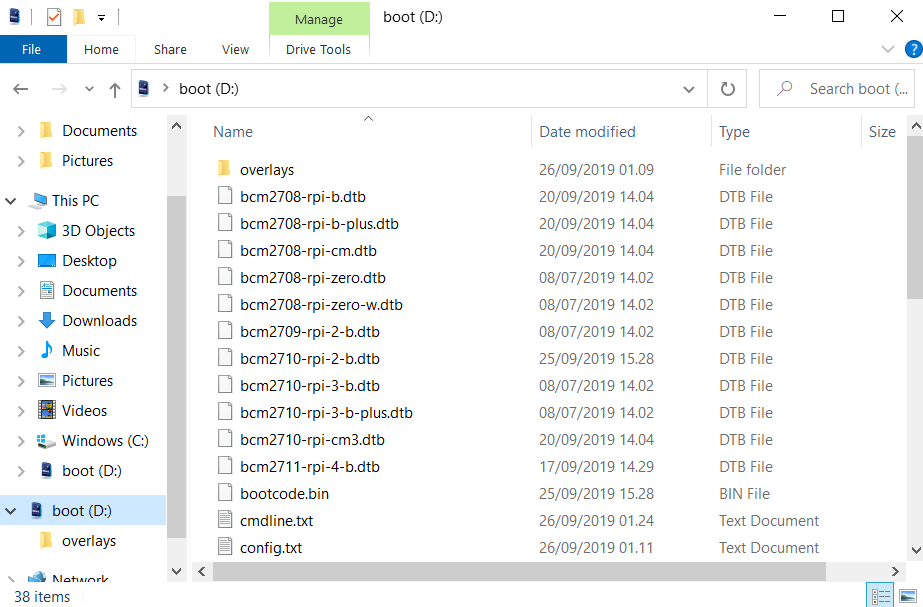 Manage
boot (D:)
File
Home
Share
View
Drive Tools
?
boot (D:)
Search boot (...
Documents
Pictures
This PC
3D Objects
Desktop
Documents
Downloads
Music
Pictures
Videos
Windows (C:)
boot (D:)
boot (D:)
overlays
Network
Name Date modified Type Size
overlays 26/09/2019 01.09 File folder
bcm2708-rpi-b.dtb 20/09/2019 14.04 DTB File
bcm2708-rpi-b-plus.dtb 20/09/2019 14.04 DTB File
bcm2708-rpi-cm.dtb 20/09/2019 14.04 DTB File
bcm2708-rpi-zero.dtb 08/07/2019 14.02 DTB File
bcm2708-rpi-zero-w.dtb 08/07/2019 14.02 DTB File
bcm2709-rpi-2-b.dtb 08/07/2019 14.02 DTB File
bcm2710-rpi-2-b.dtb 25/09/2019 15.28 DTB File
bcm2710-rpi-3-b.dtb 08/07/2019 14.02 DTB File
bcm2710-rpi-3-b-plus.dtb 08/07/2019 14.02 DTB File
bcm2710-rpi-cm3.dtb 20/09/2019 14.04 DTB File
bcm2711-rpi-4-b.dtb 17/09/2019 14.29 DTB File
bootcode.bin 25/09/2019 15.28 BIN File
cmdline.txt 26/09/2019 01.24 Text Document
config.txt 26/09/2019 01.11 Text Document
38 items